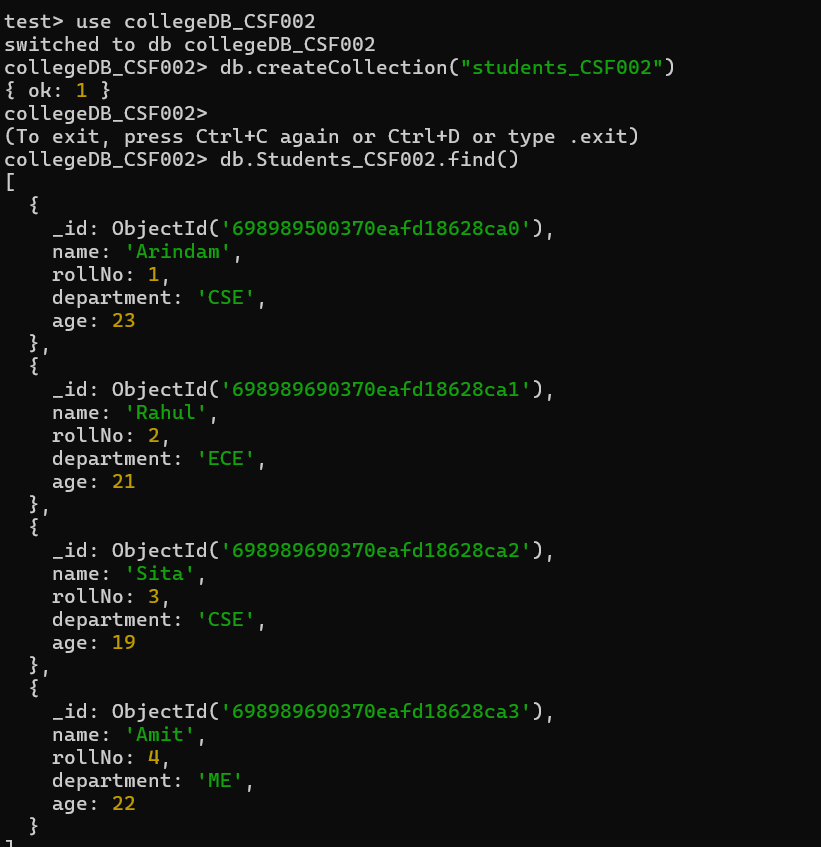 test> use collegeDB_CSF002
switched to db collegeDB_CSF002
collegeDB_CSF002> db.createCollection("students_CSF002")
{ ok: 1 }
collegeDB_CSF002>
(To exit, press Ctrl+C again or Ctrl+D or type .exit)
collegeDB_CSF002> db.Students_CSF002.find()
[
  {
    _id: ObjectId('698989500370eafd18628ca0'),
    name: 'Arindam',
    rollNo: 1,
    department: 'CSE',
    age: 23
  },
  {
    _id: ObjectId('698989690370eafd18628ca1'),
    name: 'Rahul',
    rollNo: 2,
    department: 'ECE',
    age: 21
  },
  {
    _id: ObjectId('698989690370eafd18628ca2'),
    name: 'Sita',
    rollNo: 3,
    department: 'CSE',
    age: 19
  },
  {
    _id: ObjectId('698989690370eafd18628ca3'),
    name: 'Amit',
    rollNo: 4,
    department: 'ME',
    age: 22
  }
]